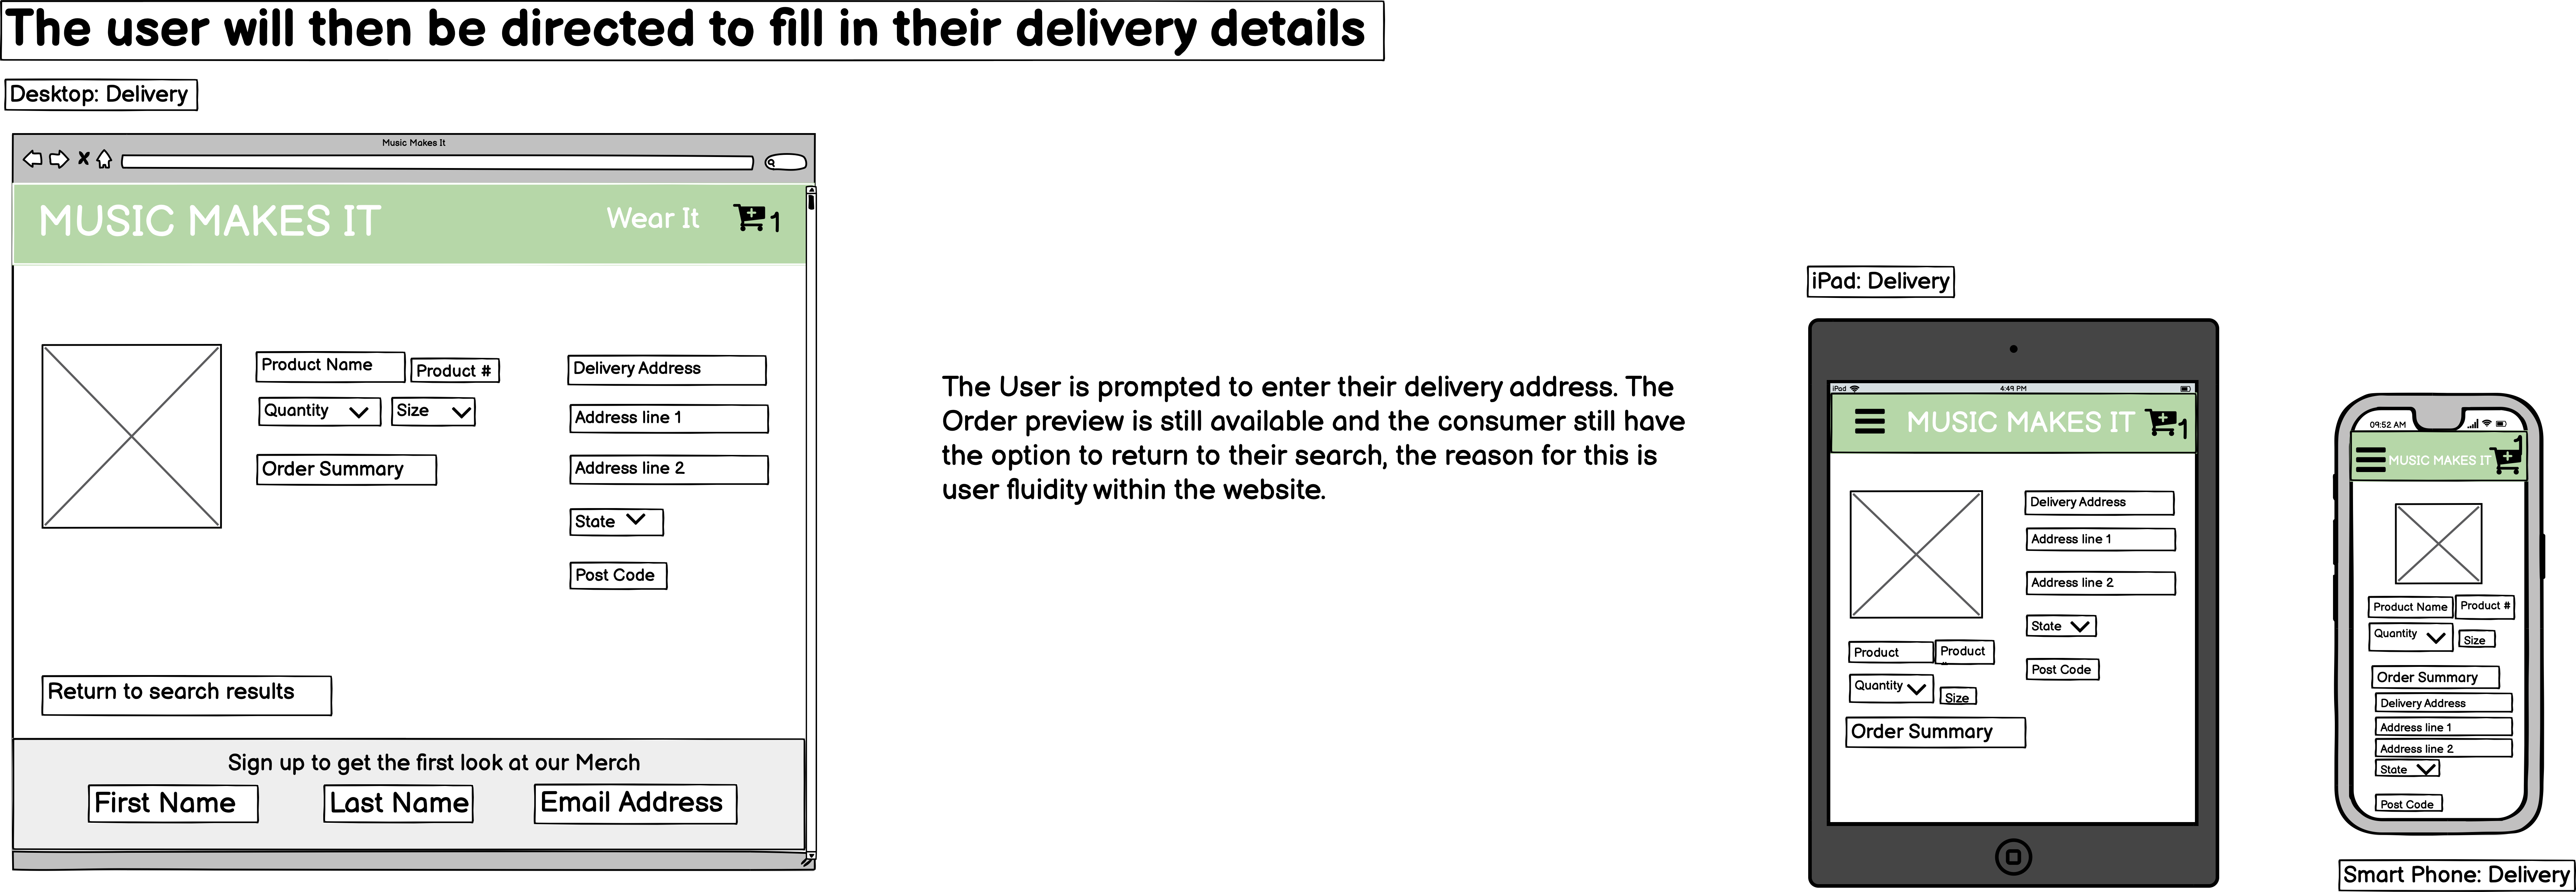 The user will then be directed to fill in their delivery details
Desktop: Delivery
Music Makes It
MUSIC MAKES IT
Wear It
1
Product Name
Product #
Quantity
Size
Order Summary
Delivery Address
Address line 1
Address line 2
State
Post Code
Return to search results
Sign up to get the first look at our Merch
First Name
Last Name
Email Address
The User is prompted to enter their delivery address. The
Order preview is still available and the consumer still have
the option to return to their search, the reason for this is
user fluidity within the website.
iPad: Delivery
iPad
4:49 PM
MUSIC MAKES IT
1
Delivery Address
Address line 1
Address line 2
State
Post Code
Product
Product
Quantity
Size
Order Summary
09:52 AM
MUSIC MAKES IT
1
Product Name
Product #
Quantity
Size
Order Summary
Delivery Address
Address line 1
Address line 2
State
Post Code
Smart Phone: Delivery